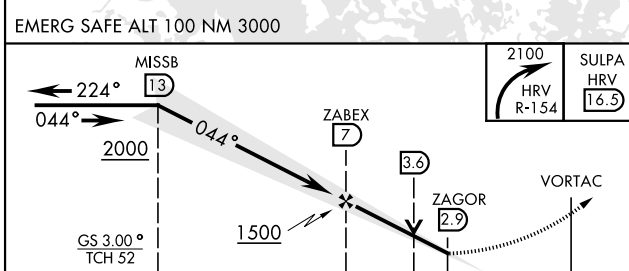 EMERG SAFE ALT 100 NM 3000
MISSB
13
224°
044°
044°
2000
GS 3.00°
TCH 52
ZABEX
7
1500
3.6
ZAGOR
2.9
VORTAC
2100
HRV
R-154
SULPA
HRV
16.5